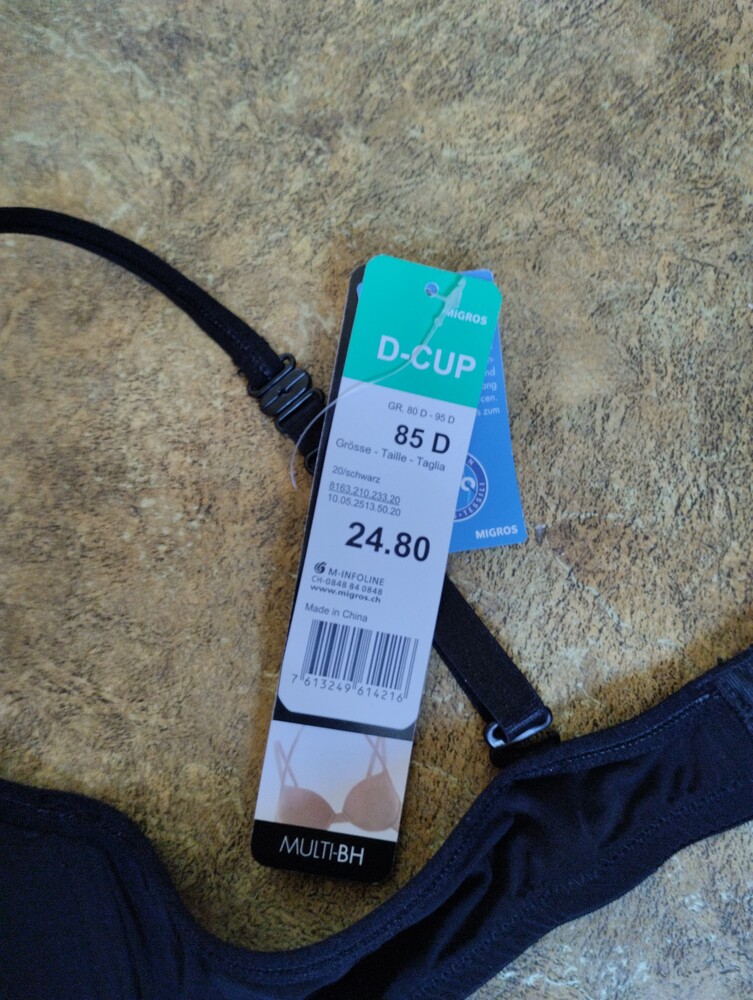 MIGROS
D-CUP
GR. 80 D - 95 D
85 D
Grösse - Taille - Taglia
20/schwarz
8163.210.233.20
10.05.2513.50.20
24.80
M-INFOLINE
CH-0848 84 0848
www.migros.ch
Made in China
7 613249 614216
MULTI-BH
zum
TESSILI
MIGROS